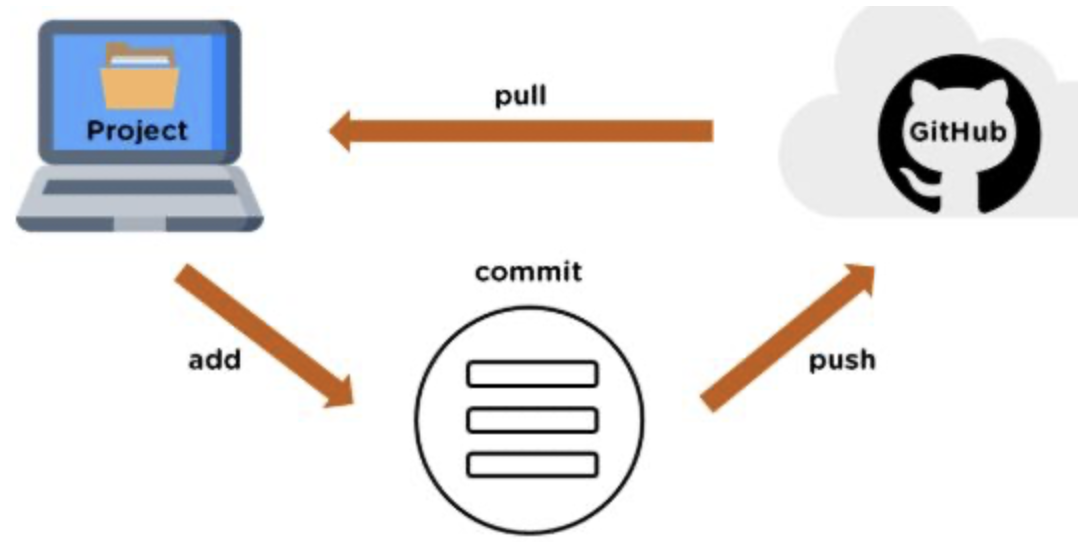 pull
Project
GitHub
commit
add
push